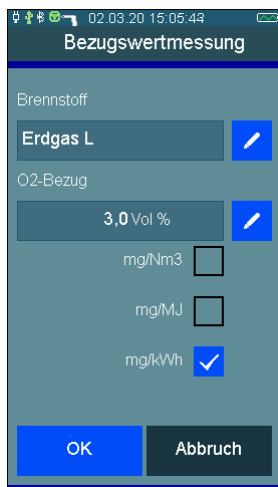 02.03.20 15:05:43
Bezugswertmessung
Brennstoff
Erdgas L
O2-Bezug
3,0 Vol %
mg/Nm3
mg/MJ
mg/kWh
OK
Abbruch